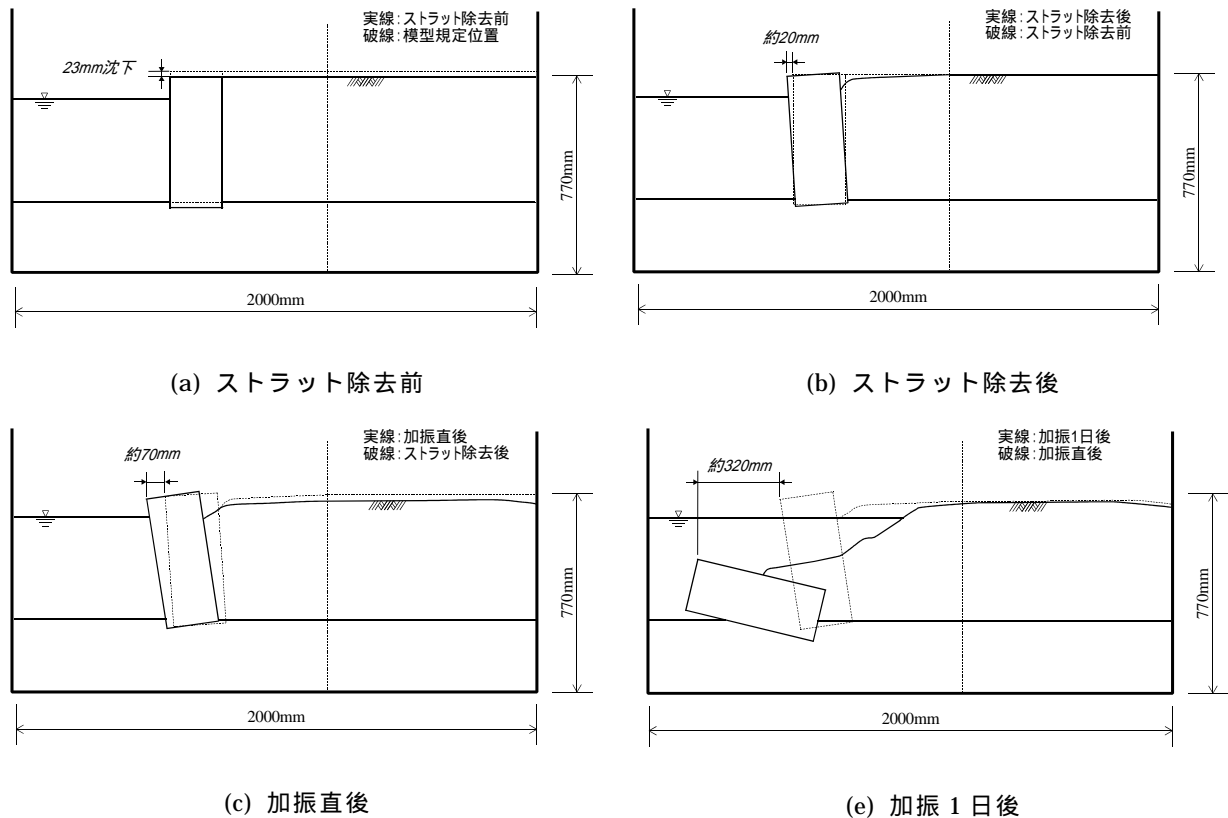 実線：ストラット除去前
破線：模型規定位置
23mm沈下
770mm
2000mm
(a) ストラット除去前
実線：ストラット除去後
破線：ストラット除去前
約20mm
770mm
2000mm
(b) ストラット除去後
実線：加振直後
破線：ストラット除去後
約70mm
770mm
2000mm
(c) 加振直後
実線：加振1日後
破線：加振直後
約320mm
770mm
2000mm
(e) 加振 1 日後